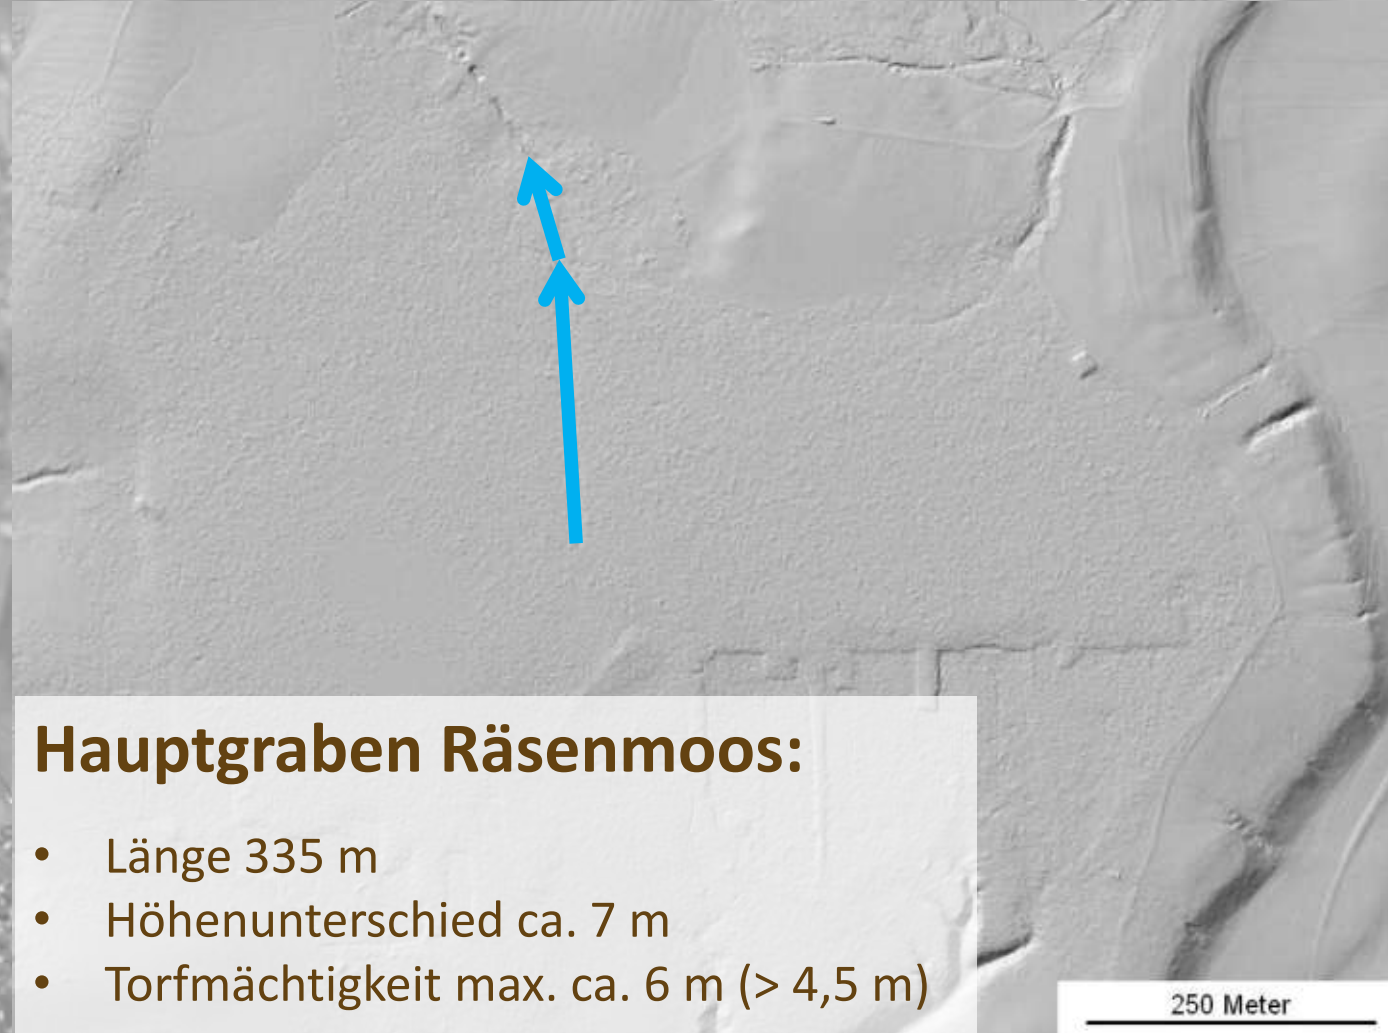 Hauptgraben Räsenmoos:
• Länge 335 m
• Höhenunterschied ca. 7 m
• Torfmächtigkeit max. ca. 6 m (> 4,5 m)
250 Meter